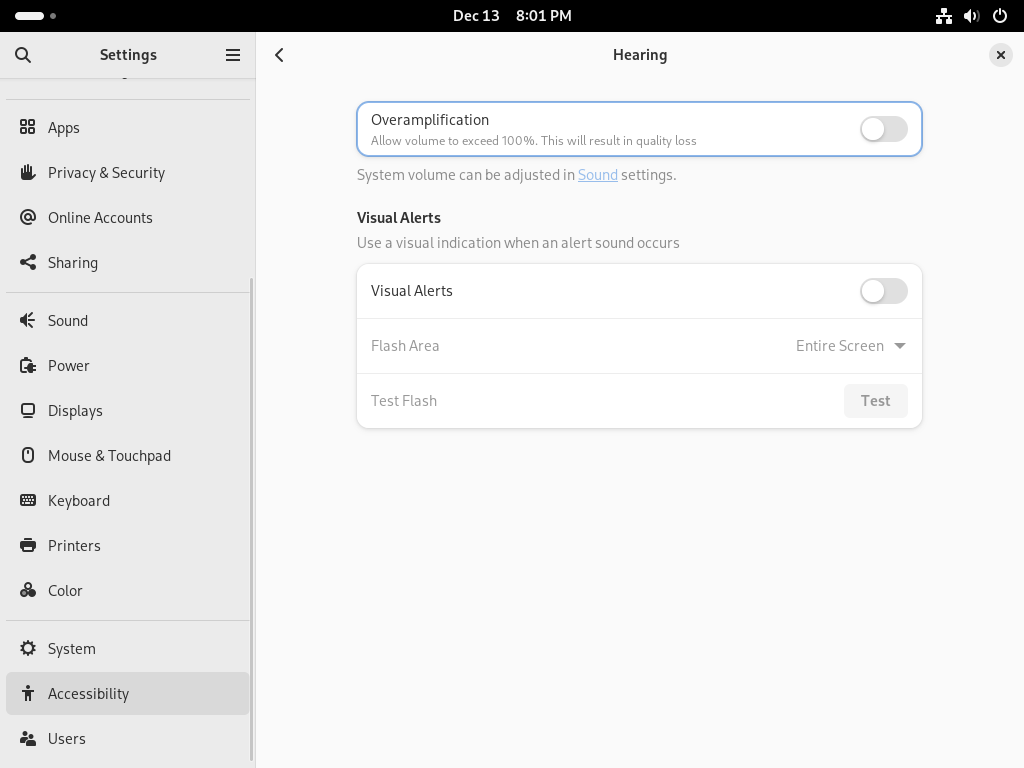 Dec 13 8:01 PM
Settings
Hearing
Apps
Privacy & Security
Online Accounts
Sharing
Sound
Power
Displays
Mouse & Touchpad
Keyboard
Printers
Color
System
Accessibility
Users
Overamplification
Allow volume to exceed 100%. This will result in quality loss
System volume can be adjusted in Sound settings.
Visual Alerts
Use a visual indication when an alert sound occurs
Visual Alerts
Flash Area
Entire Screen
Test Flash
Test